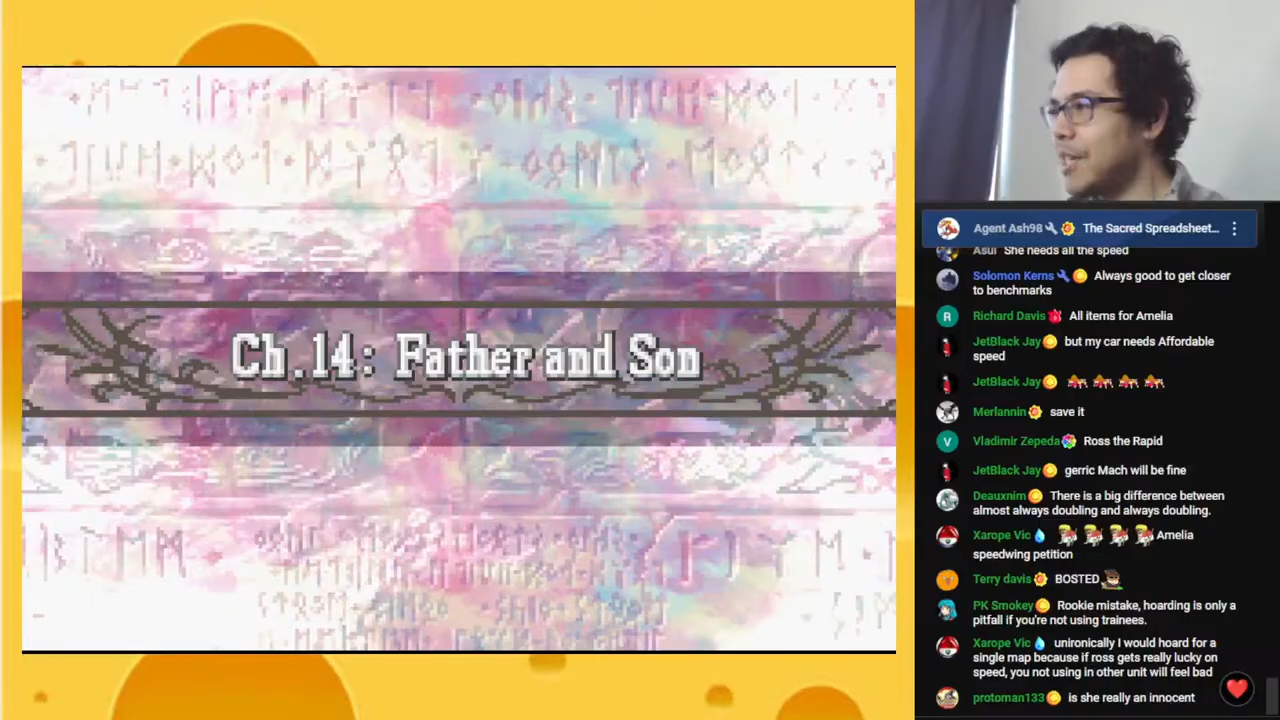 Ch.14: Father and Son
Agent Ash98 The Sacred Spreadsheet...
Asui She needs all the speed
Solomon Kerns Always good to get closer
to benchmarks
Richard Davis All items for Amelia
JetBlack Jay but my car needs Affordable
speed
JetBlack Jay
Merlannin save it
Vladimir Zepeda Ross the Rapid
JetBlack Jay gerric Mach will be fine
Deauxnim There is a big difference between
almost always doubling and always doubling.
Xarope Vic Amelia
speedwing petition
Terry davis BOSTED
PK Smokey Rookie mistake, hoarding is only a
pitfall if you're not using trainees.
Xarope Vic unironically I would hoard for a
single map because if ross gets really lucky on
speed, you not using in other unit will feel bad
protoman133 is she really an innocent